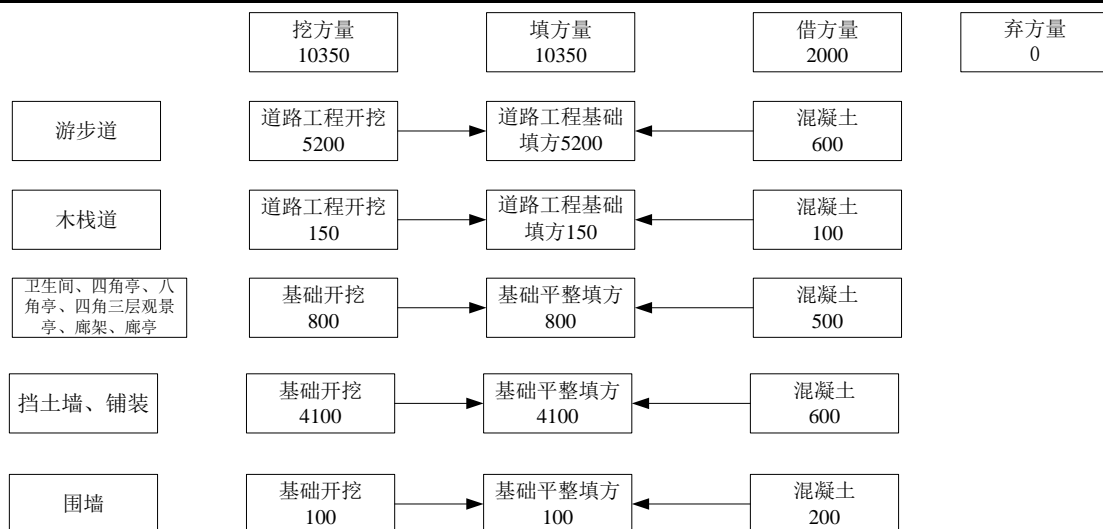 挖方量
10350
填方量
10350
借方量
2000
弃方量
0
游步道
道路工程开挖
5200
道路工程基础
填方5200
混凝土
600
木栈道
道路工程开挖
150
道路工程基础
填方150
混凝土
100
卫生间、四角亭、八
角亭、四角三层观景
亭、廊架、廊亭
基础开挖
800
基础平整填方
800
混凝土
500
挡土墙、铺装
基础开挖
4100
基础平整填方
4100
混凝土
600
围墙
基础开挖
100
基础平整填方
100
混凝土
200